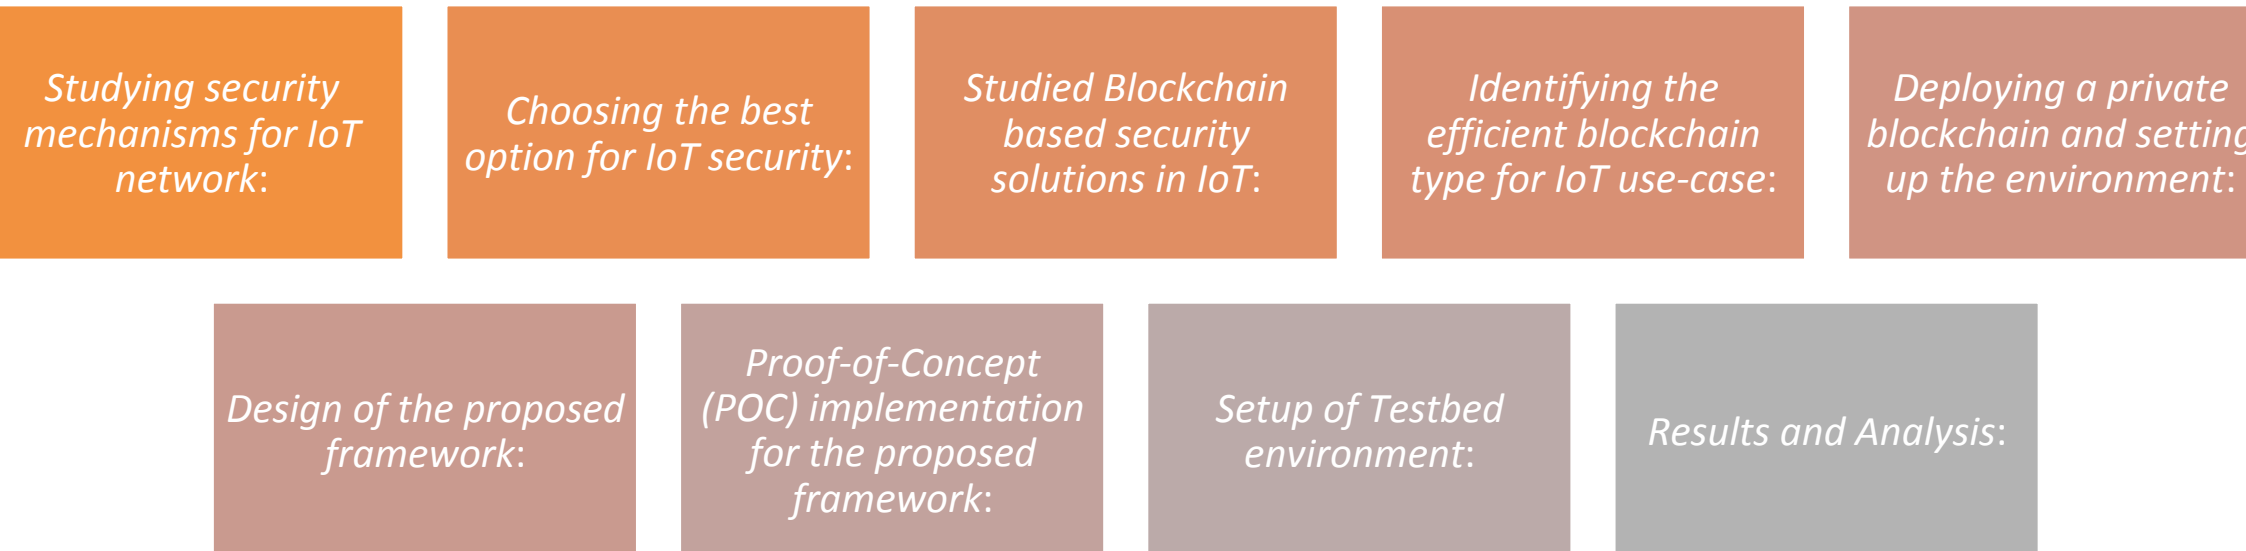 Studying security
mechanisms for IoT
network:
Choosing the best
option for IoT security:
Studied Blockchain
based security
solutions in IoT:
Identifying the
efficient blockchain
type for IoT use-case:
Deploying a private
blockchain and setting
up the environment:
Design of the proposed
framework:
Proof-of-Concept
(POC) implementation
for the proposed
framework:
Setup of Testbed
environment:
Results and Analysis: